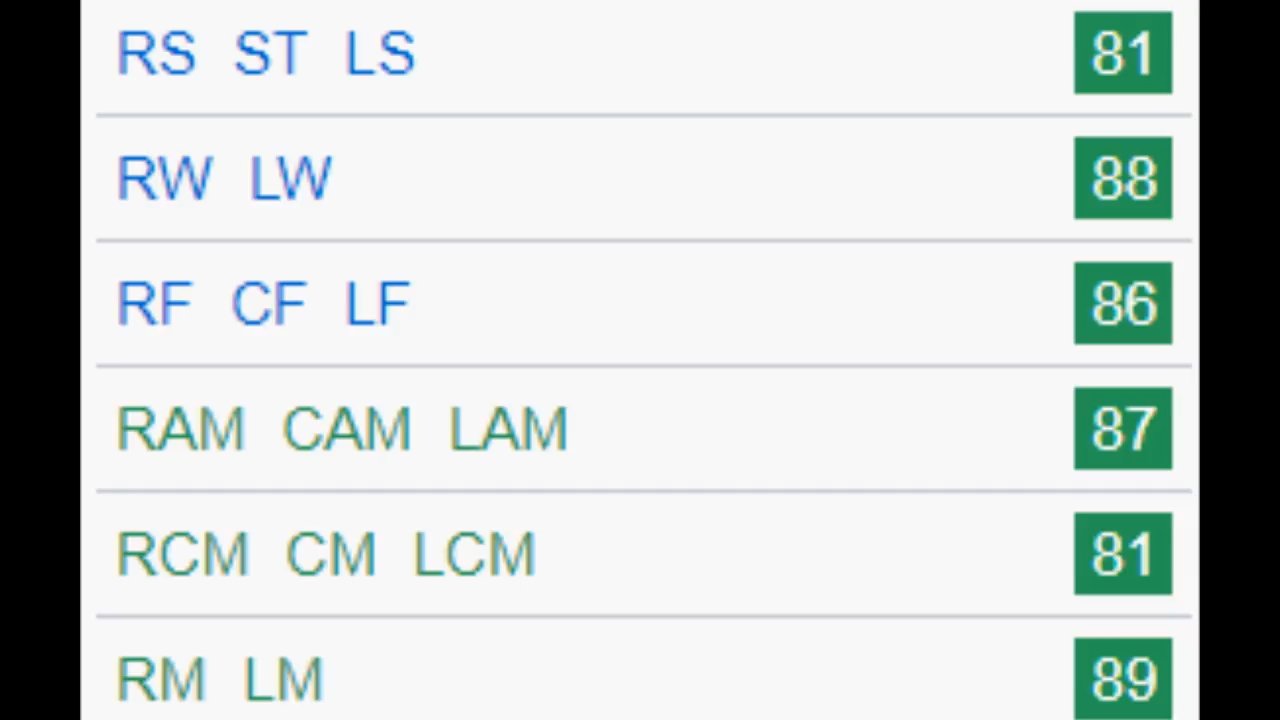 RS ST LS 81
RW LW 88
RF CF LF 86
RAM CAM LAM 87
RCM CM LCM 81
RM LM 89